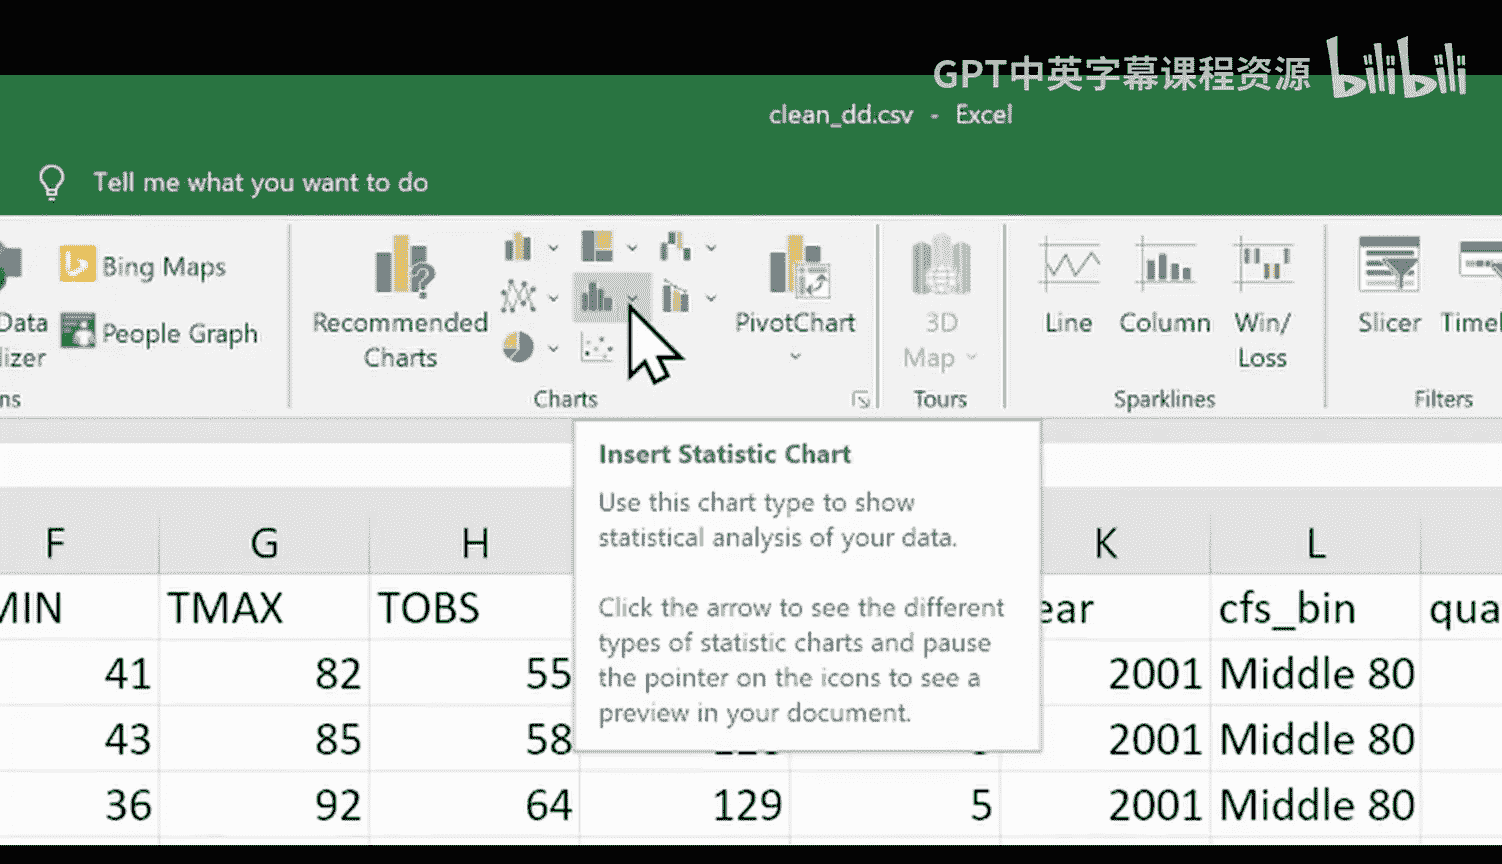 GPT中英字幕课程资源 bilibili
clean_dd.csv - Excel
Tell me what you want to do
Bing Maps
People Graph
Data
lizer
ns
Recommended
Charts
Charts
PivotChart
3D
Map
Tours
Line
Column
Win/
Loss
Sparklines
Slicer
Timel
Filters
Insert Statistic Chart
Use this chart type to show
statistical analysis of your data.
Click the arrow to see the different
types of statistic charts and pause
the pointer on the icons to see a
preview in your document.
F G H K L
MIN TMAX TOBS ear cfs_bin qua
41 82 55 2001 Middle 80
43 85 58 2001 Middle 80
36 92 64 129 5 2001 Middle 80